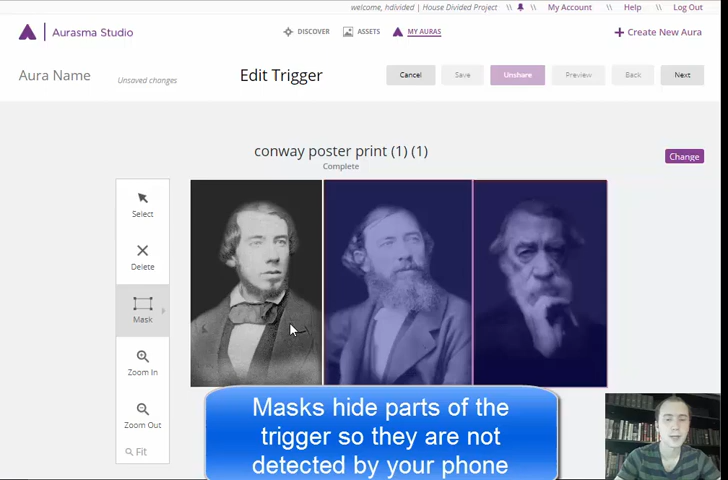 welcome, hdivided | House Divided Project \\ \\ My Account \\ Help \\ Log Out
Aurasma Studio
DISCOVER
ASSETS
MY AURAS
+ Create New Aura
Aura Name
Unsaved changes
Edit Trigger
Cancel
Save
Unshare
Preview
Back
Next
conway poster print (1) (1)
Complete
Change
Select
Delete
Mask
Zoom In
Zoom Out
Fit
Masks hide parts of the
trigger so they are not
detected by your phone